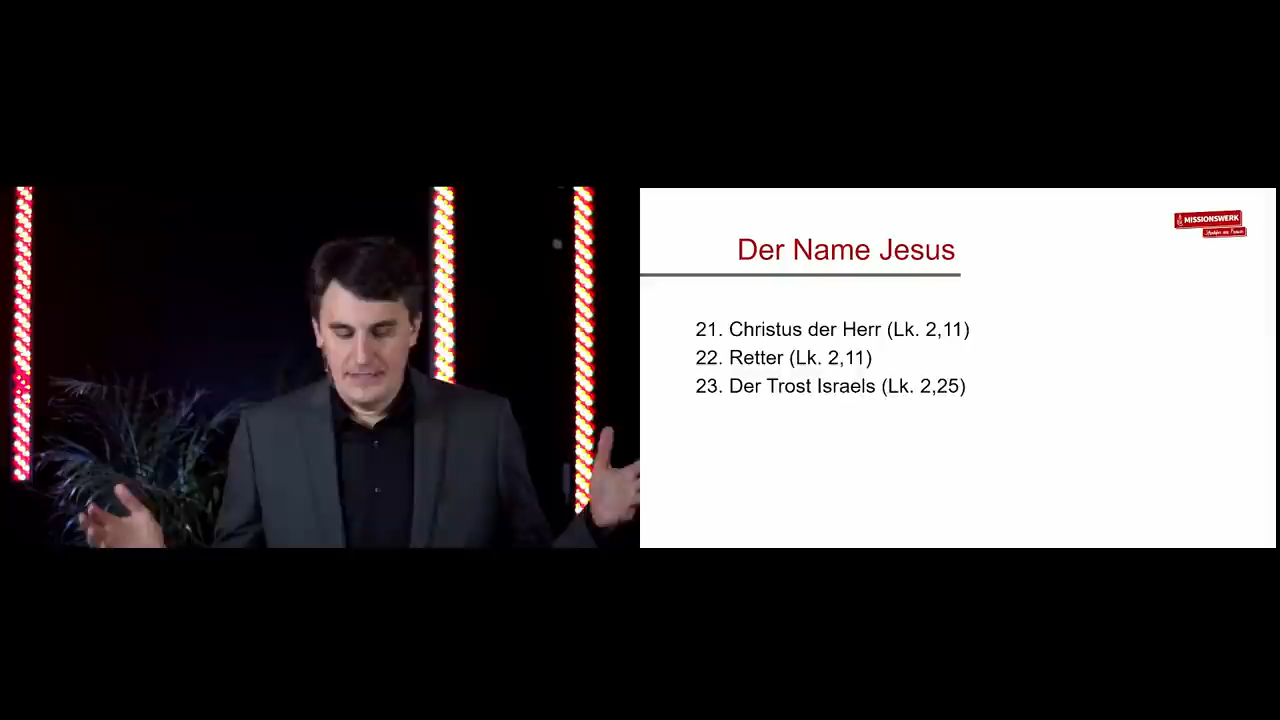 MISSIONSWERK
Der Name Jesus
21. Christus der Herr (Lk. 2,11)
22. Retter (Lk. 2,11)
23. Der Trost Israels (Lk. 2,25)